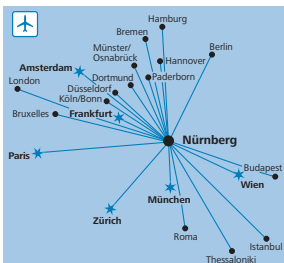 Hamburg
Bremen
Berlin
Münster/
Osnabrück
Hannover
Amsterdam
Dortmund
Paderborn
London
Düsseldorf
Köln/Bonn
Bruxelles
Frankfurt
Nürnberg
Paris
Budapest
Wien
München
Zürich
Roma
Istanbul
Thessaloniki